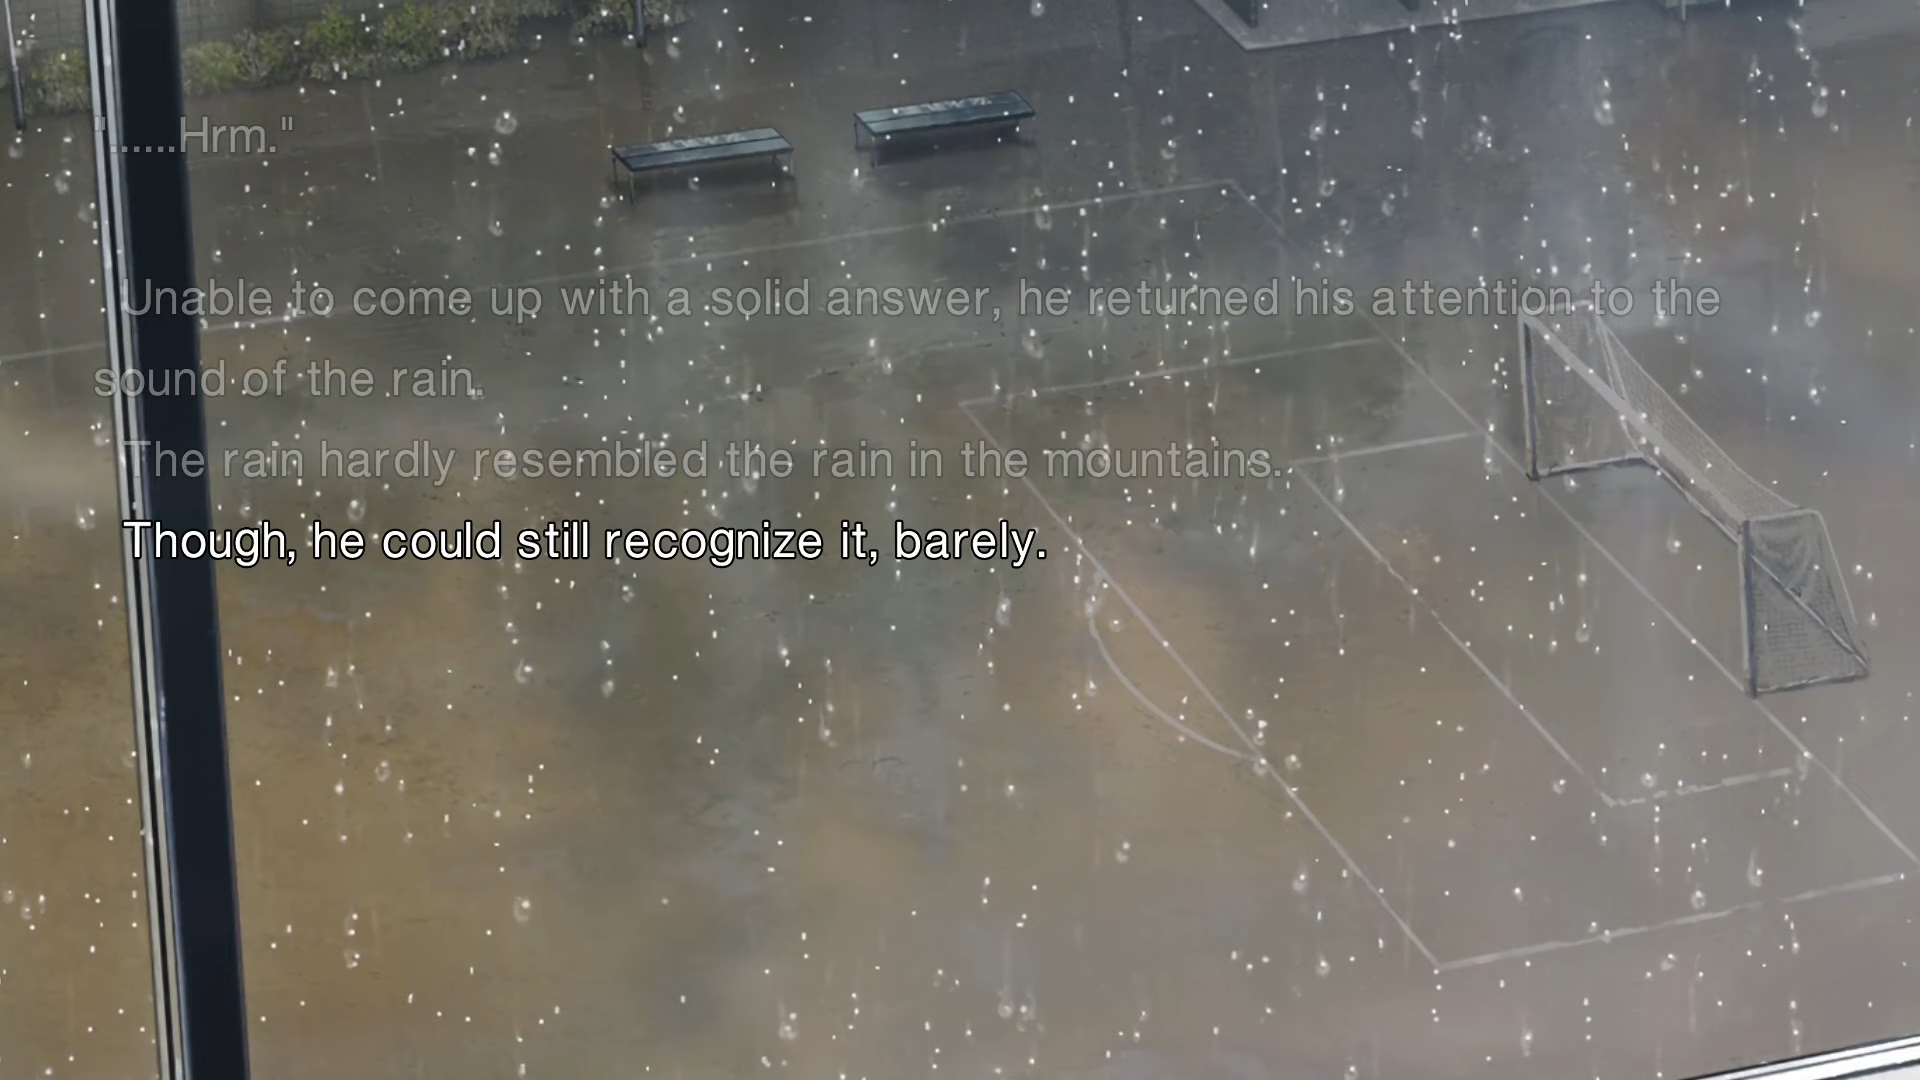 "......Hrm."
Unable to come up with a solid answer, he returned his attention to the
sound of the rain.
The rain hardly resembled the rain in the mountains.
Though, he could still recognize it, barely.